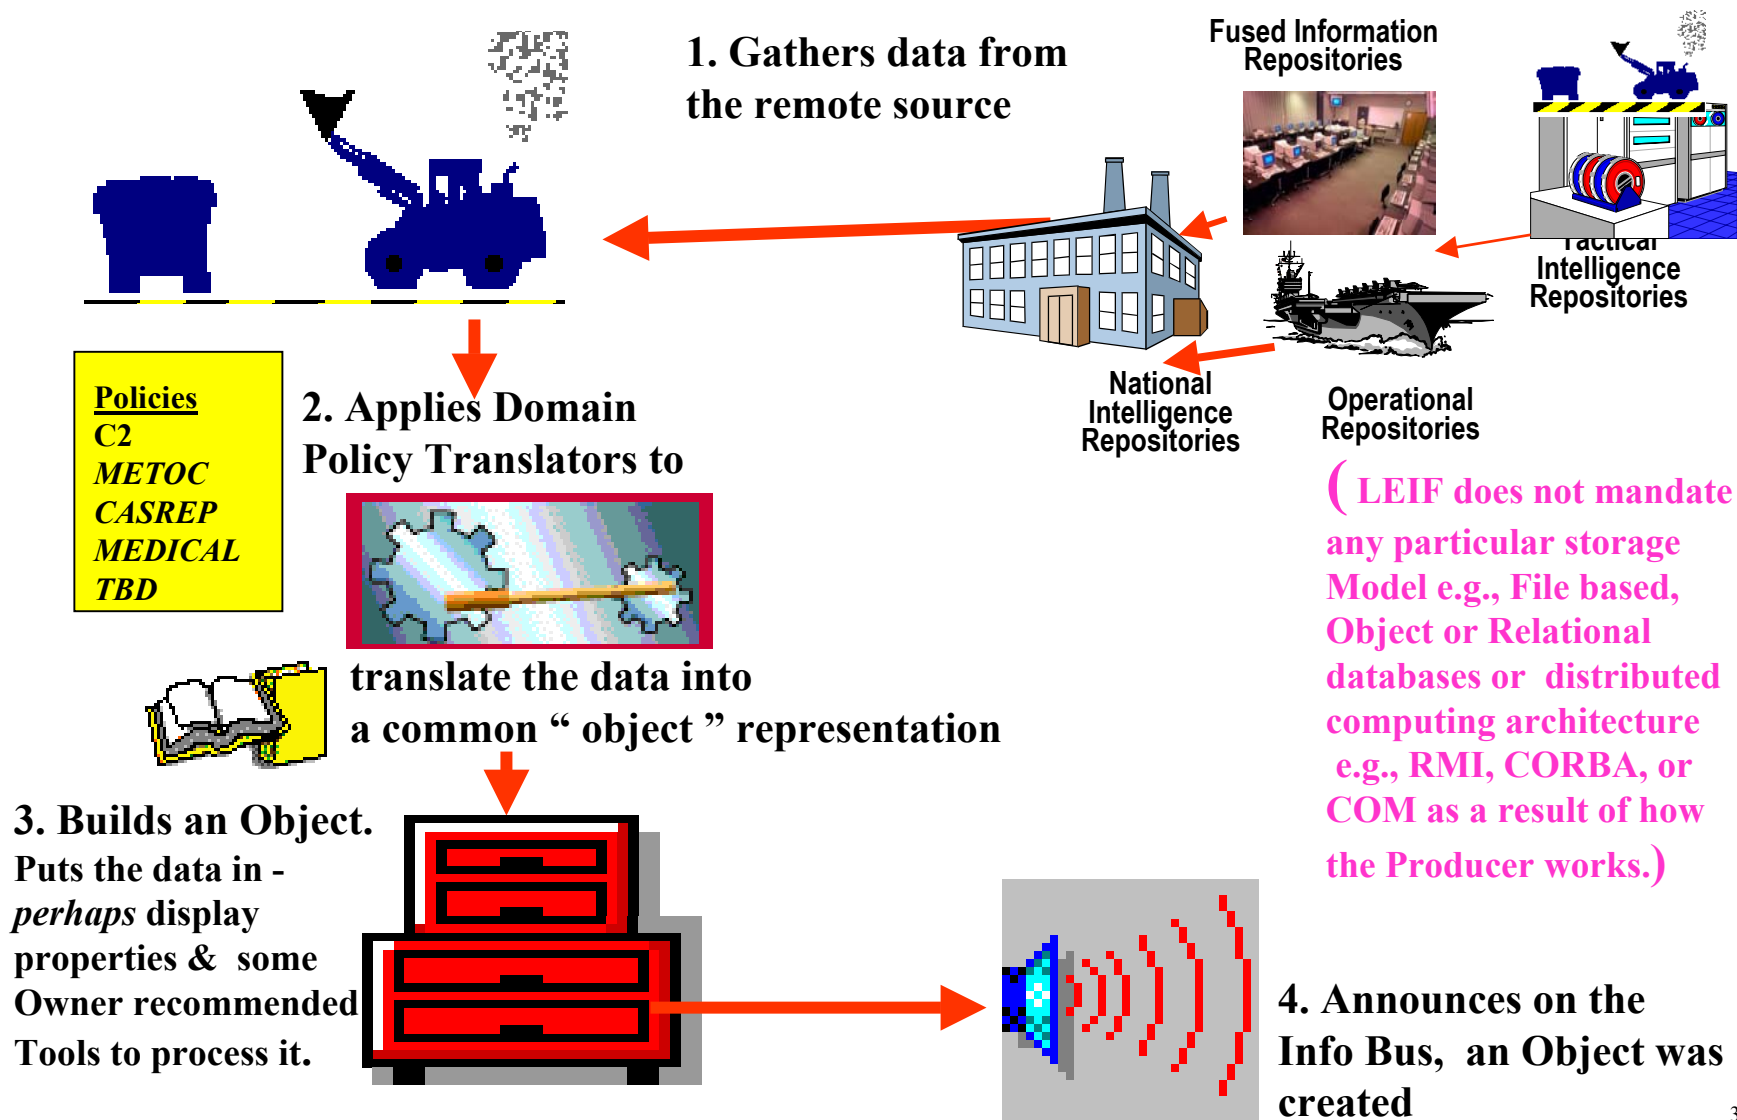 1. Gathers data from
the remote source
Fused Information
Repositories
Tactical
Intelligence
Repositories
National
Intelligence
Repositories
Operational
Repositories
Policies
C2
METOC
CASREP
MEDICAL
TBD
2. Applies Domain
Policy Translators to
translate the data into
a common “ object ” representation
( LEIF does not mandate
any particular storage
Model e.g., File based,
Object or Relational
databases or distributed
computing architecture
e.g., RMI, CORBA, or
COM as a result of how
the Producer works.)
3. Builds an Object.
Puts the data in -
perhaps display
properties & some
Owner recommended
Tools to process it.
4. Announces on the
Info Bus, an Object was
created
3